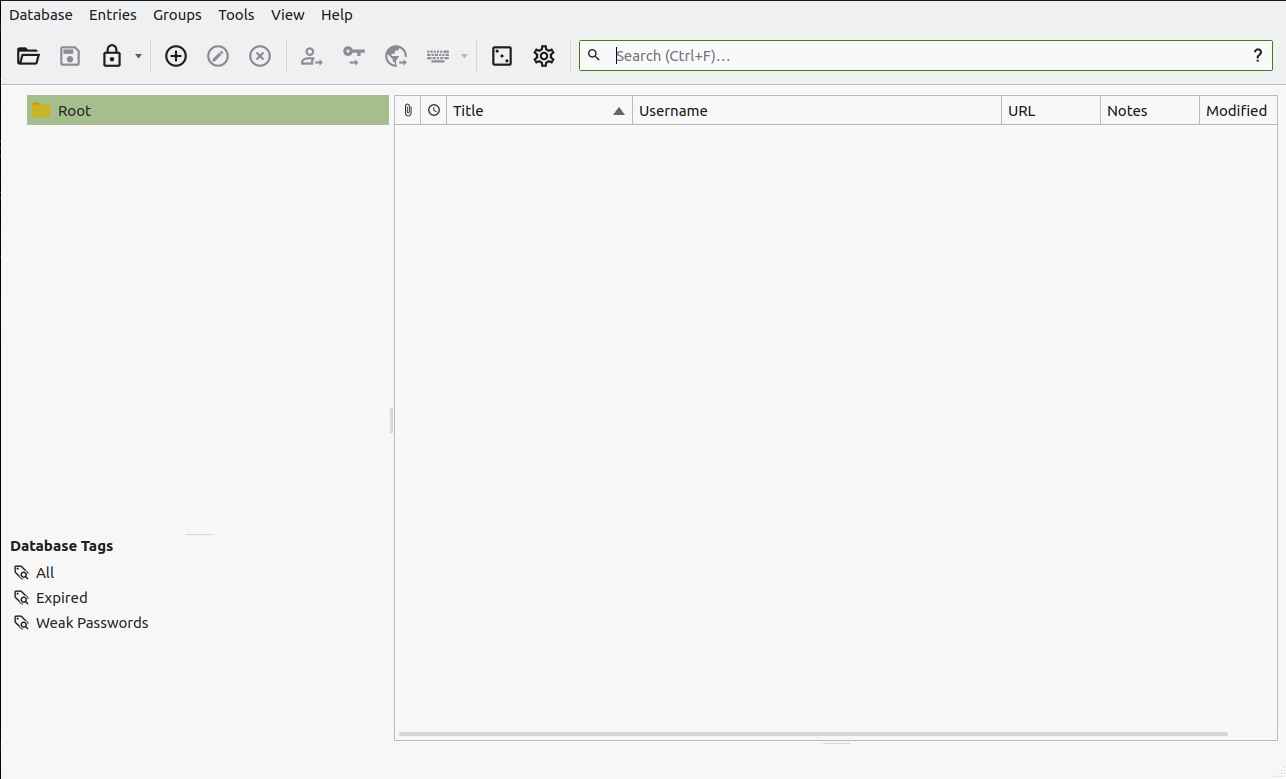 Database Entries Groups Tools View Help
Search (Ctrl+F)... ?
Root
Title Username URL Notes Modified
Database Tags
All
Expired
Weak Passwords